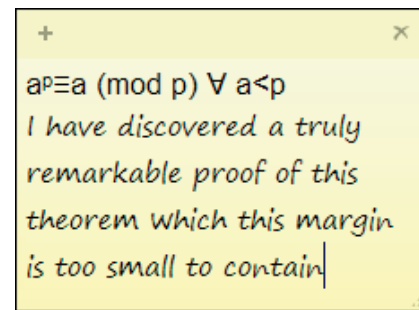 aᵖ≡a (mod p) ∀ a<p
I have discovered a truly
remarkable proof of this
theorem which this margin
is too small to contain